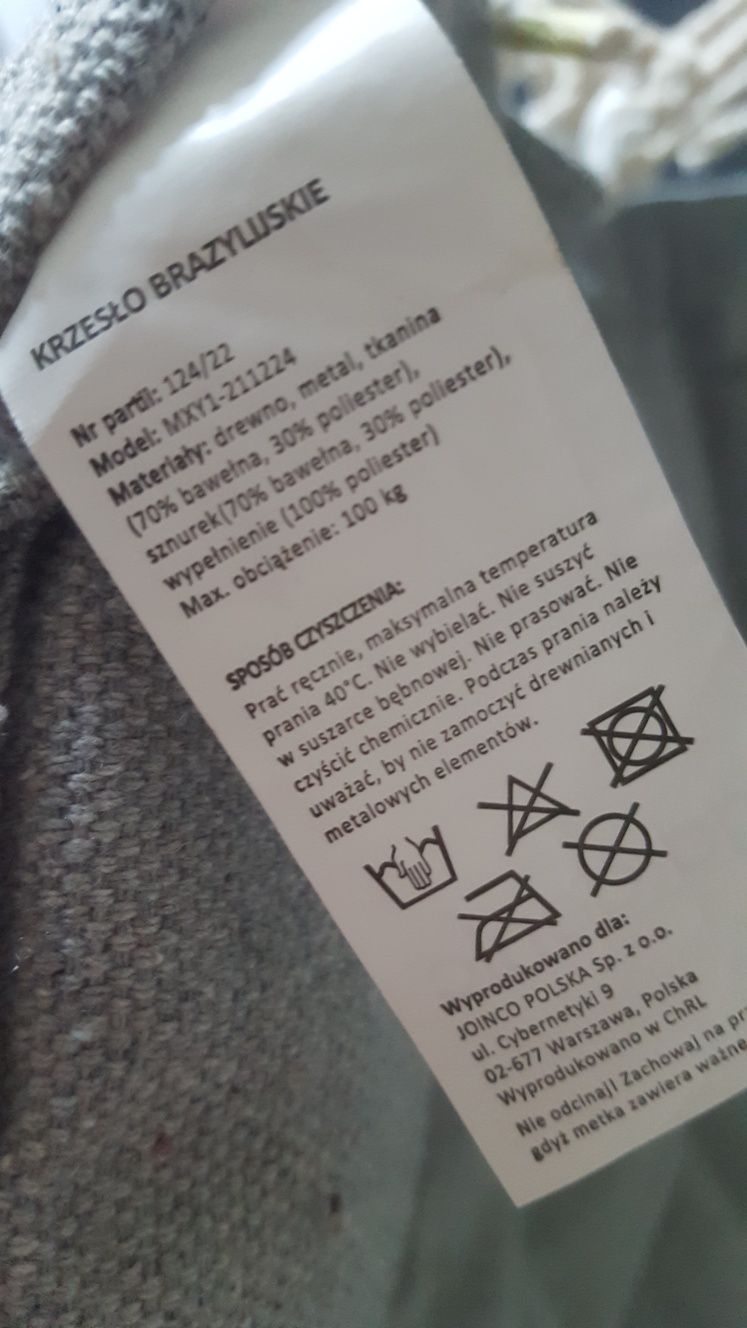 KRZESŁO BRAZYLIJSKIE
Nr partii: 124/22
Model: MXY1-211224
Materiały: drewno, metal, tkanina
(70% bawełna, 30% poliester),
sznurek(70% bawełna, 30% poliester),
wypełnienie (100% poliester)
Max. obciążenie: 100 kg
SPOSÓB CZYSZCZENIA:
Prać ręcznie, maksymalna temperatura
prania 40°C. Nie wybielać. Nie suszyć
w suszarce bębnowej. Nie prasować. Nie
czyścić chemicznie. Podczas prania należy
uważać, by nie zamoczyć drewnianych i
metalowych elementów.
Wyprodukowano dla:
JOINCO POLSKA Sp. z o.o.
ul. Cybernetyki 9
02-677 Warszawa, Polska
Wyprodukowano w ChRL
Nie odcinaj! Zachowaj na
gdyż metka zawiera ważne